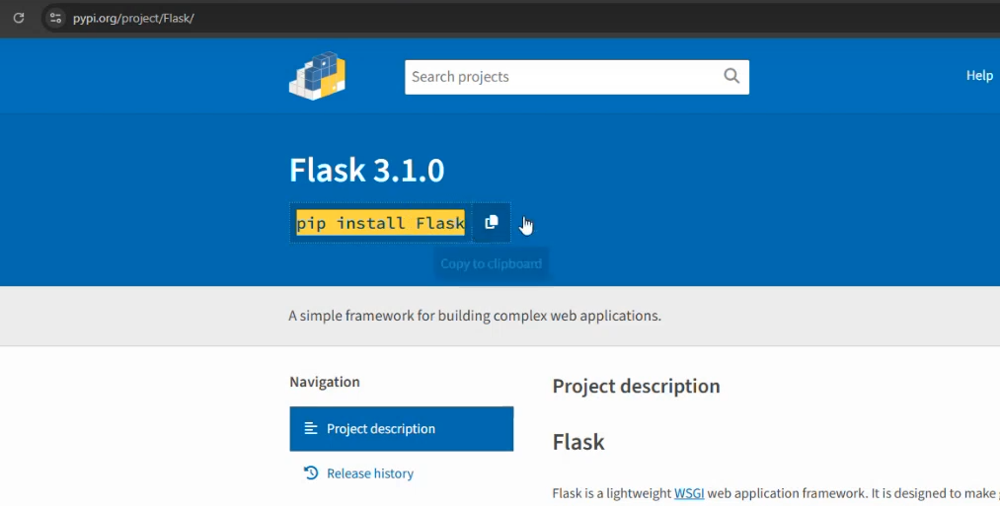 pypi.org/project/Flask/
Search projects
Help
Flask 3.1.0
pip install Flask
Copy to clipboard
A simple framework for building complex web applications.
Navigation
Project description
Project description
Flask
Release history
Flask is a lightweight WSGI web application framework. It is designed to make